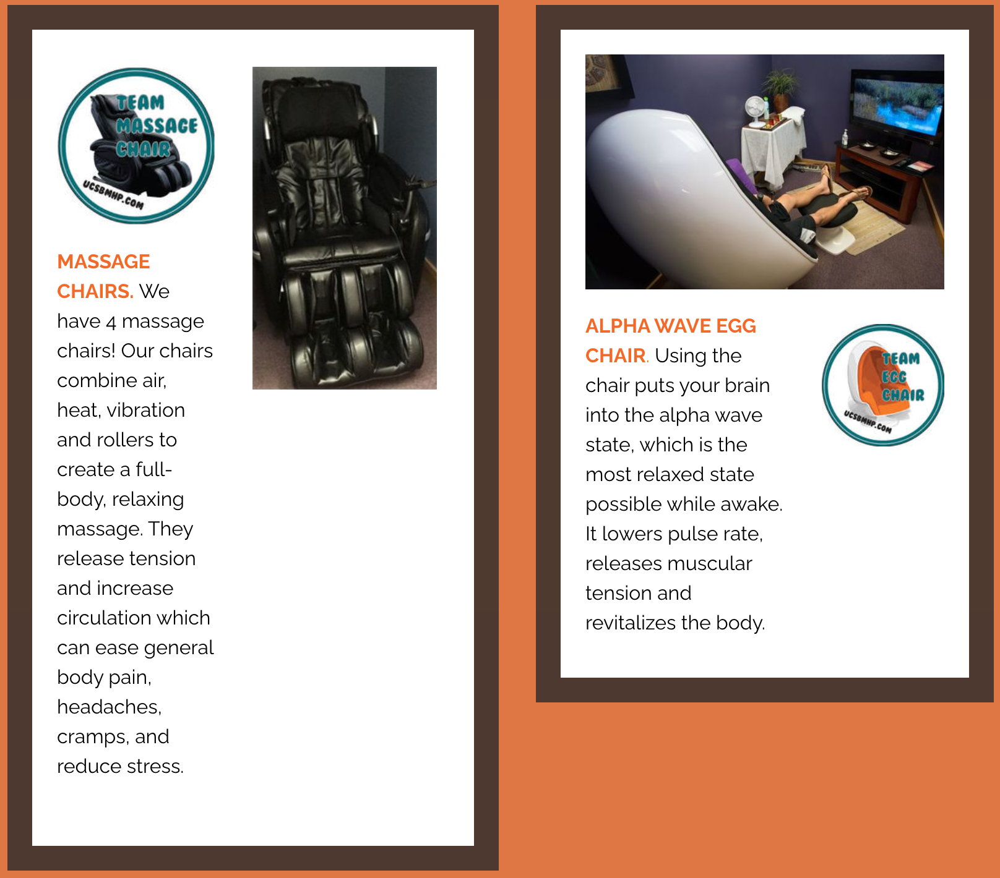 TEAM
MASSAGE
CHAIR
UCSBMHP.COM
MASSAGE
CHAIRS. We
have 4 massage
chairs! Our chairs
combine air,
heat, vibration
and rollers to
create a full-
body, relaxing
massage. They
release tension
and increase
circulation which
can ease general
body pain,
headaches,
cramps, and
reduce stress.
ALPHA WAVE EGG
CHAIR. Using the
chair puts your brain
into the alpha wave
state, which is the
most relaxed state
possible while awake.
It lowers pulse rate,
releases muscular
tension and
revitalizes the body.
TEAM
EGG
CHAIR
UCSBMHP.COM